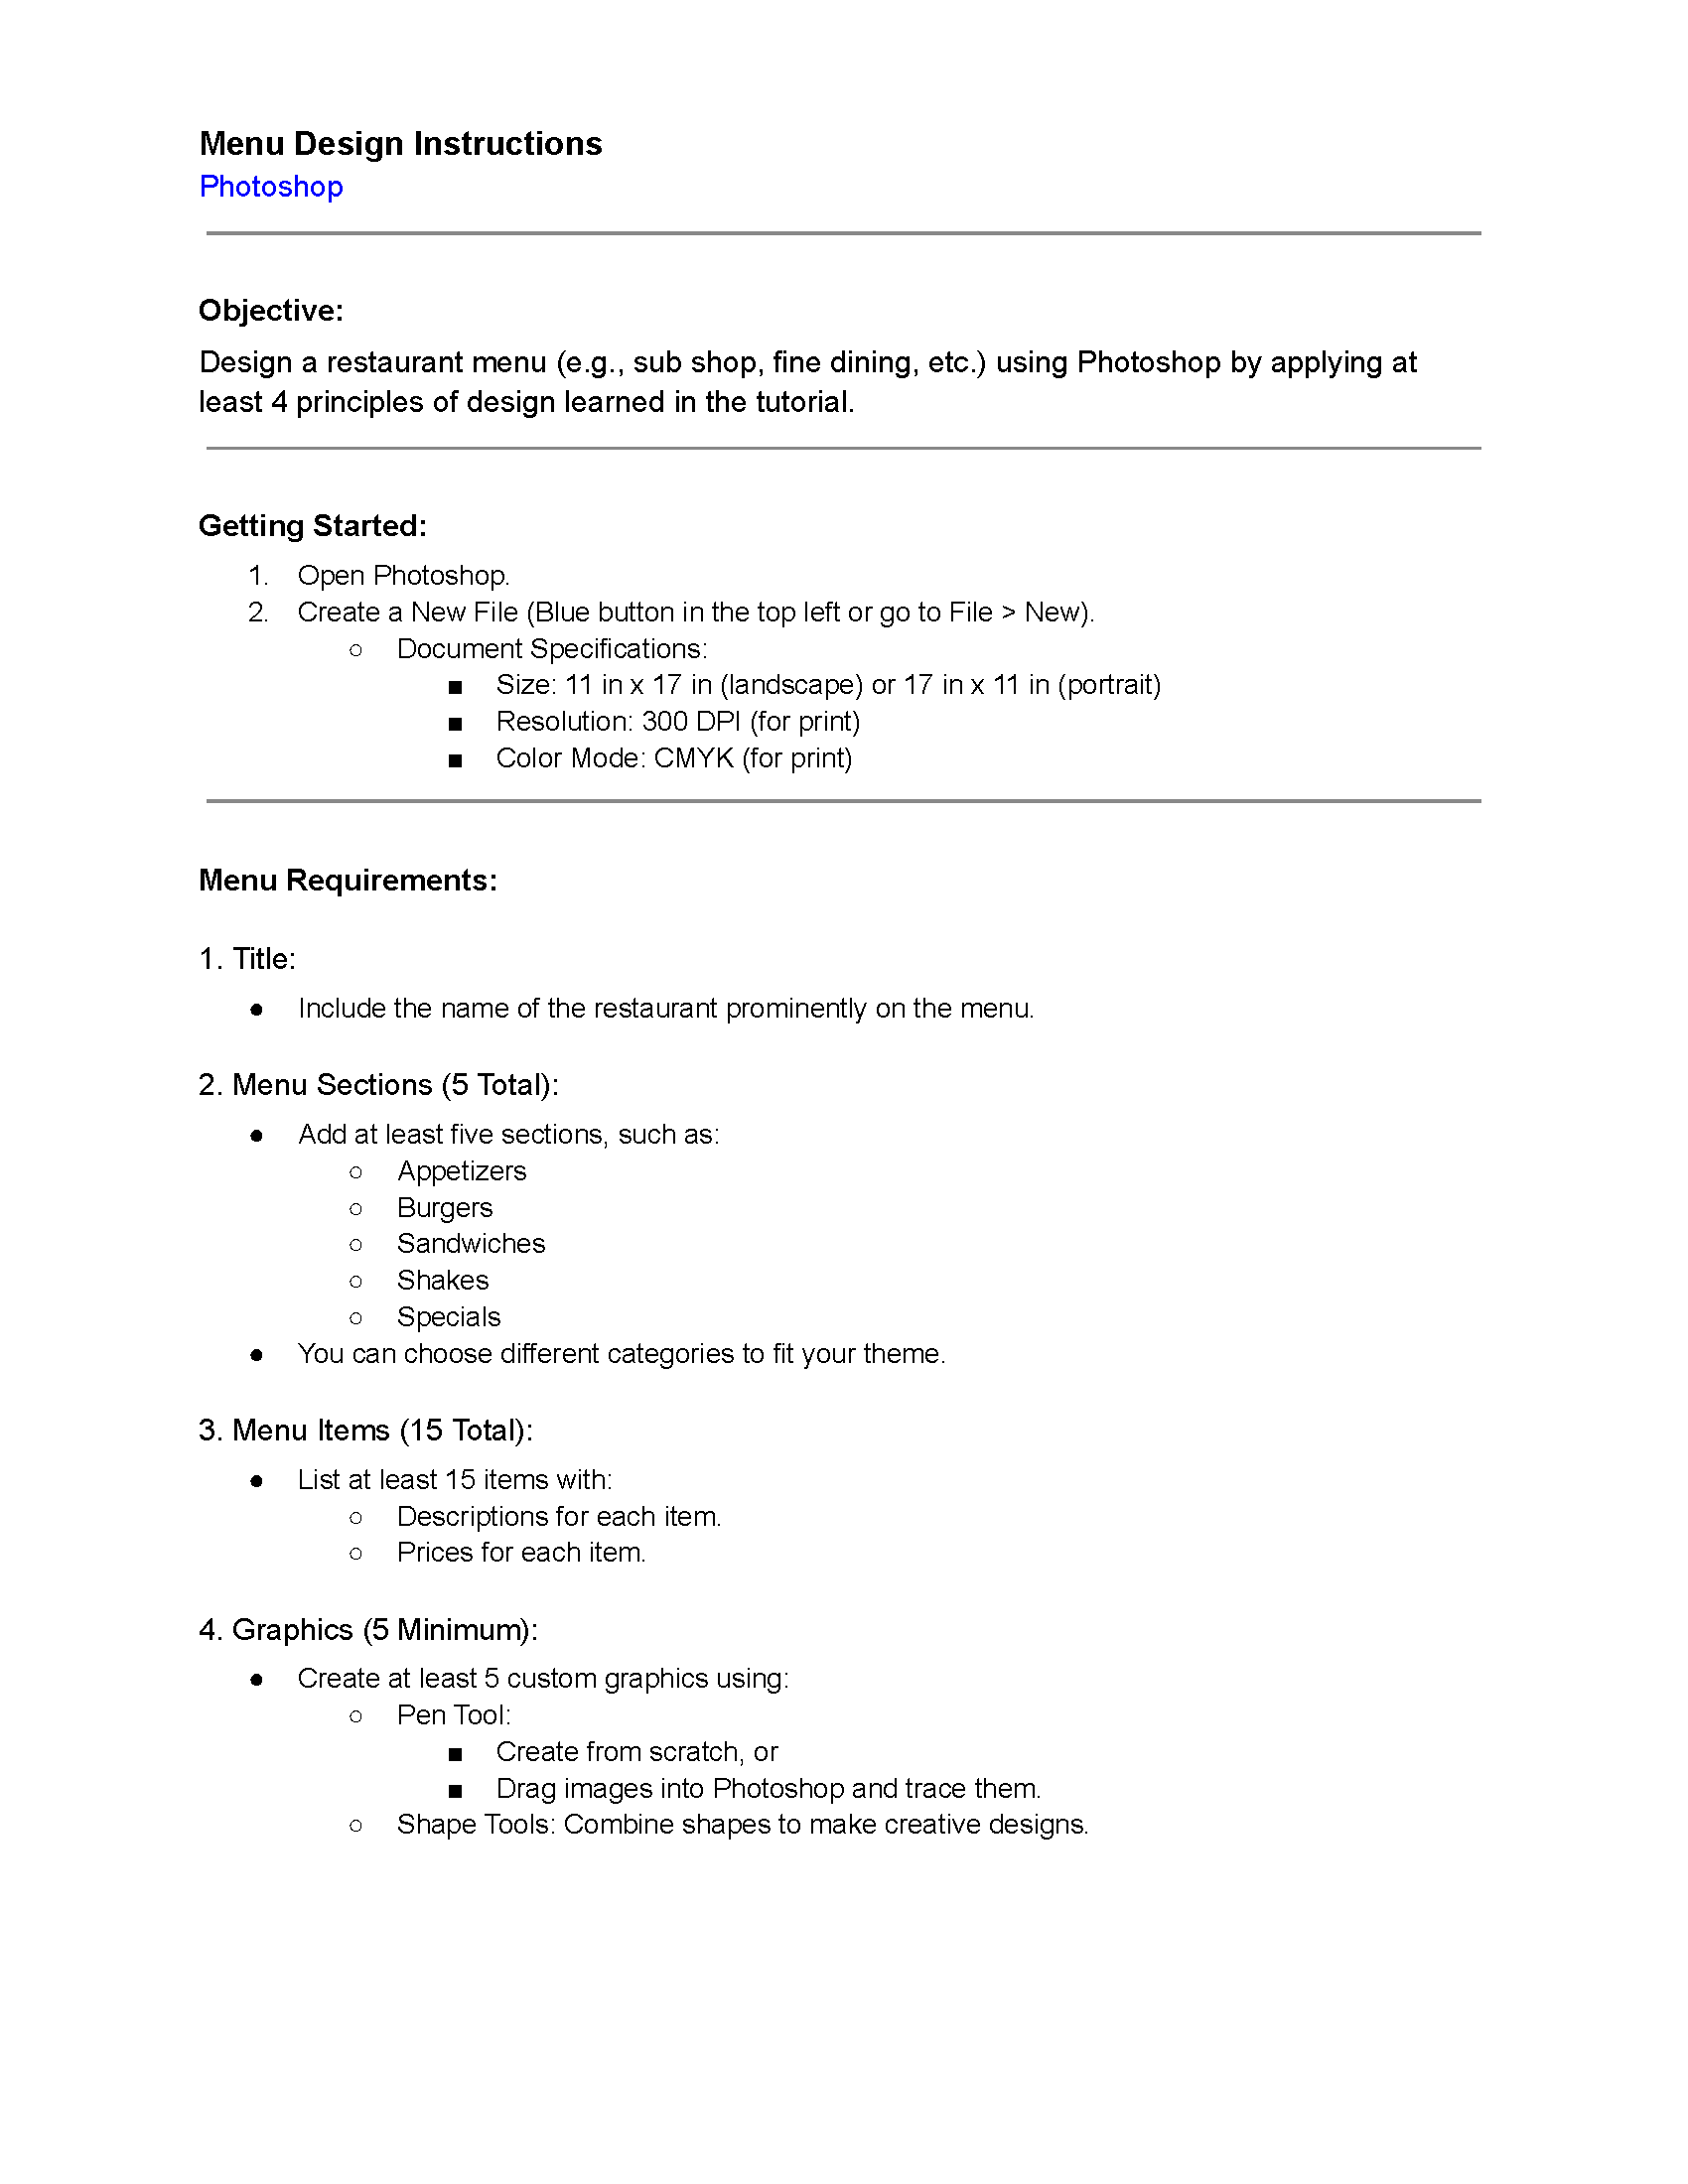 Menu Design Instructions
Photoshop
Objective:
Design a restaurant menu (e.g., sub shop, fine dining, etc.) using Photoshop by applying at
least 4 principles of design learned in the tutorial.
Getting Started:
1. Open Photoshop.
2. Create a New File (Blue button in the top left or go to File > New).
○ Document Specifications:
■ Size: 11 in x 17 in (landscape) or 17 in x 11 in (portrait)
■ Resolution: 300 DPI (for print)
■ Color Mode: CMYK (for print)
Menu Requirements:
1. Title:
● Include the name of the restaurant prominently on the menu.
2. Menu Sections (5 Total):
● Add at least five sections, such as:
○ Appetizers
○ Burgers
○ Sandwiches
○ Shakes
○ Specials
● You can choose different categories to fit your theme.
3. Menu Items (15 Total):
● List at least 15 items with:
○ Descriptions for each item.
○ Prices for each item.
4. Graphics (5 Minimum):
● Create at least 5 custom graphics using:
○ Pen Tool:
■ Create from scratch, or
■ Drag images into Photoshop and trace them.
○ Shape Tools: Combine shapes to make creative designs.